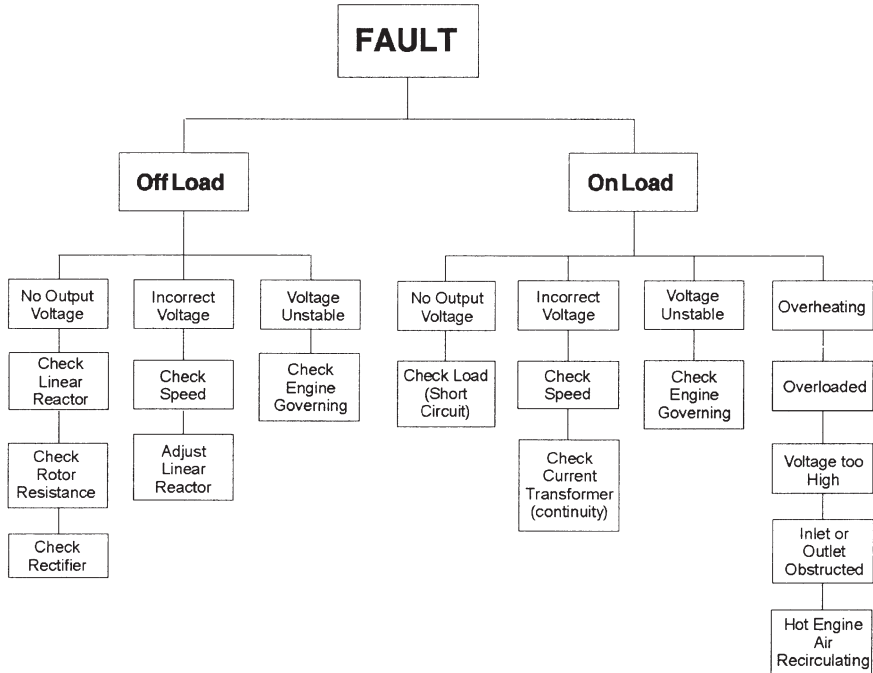 FAULT
Off Load
On Load
No Output
Voltage
Incorrect
Voltage
Voltage
Unstable
No Output
Voltage
Incorrect
Voltage
Voltage
Unstable
Overheating
Check
Linear
Reactor
Check
Speed
Check
Engine
Governing
Check Load
(Short
Circuit)
Check
Speed
Check
Engine
Governing
Overloaded
Check
Rotor
Resistance
Adjust
Linear
Reactor
Check
Current
Transformer
(continuity)
Voltage too
High
Check
Rectifier
Inlet or
Outlet
Obstructed
Hot Engine
Air
Recirculating